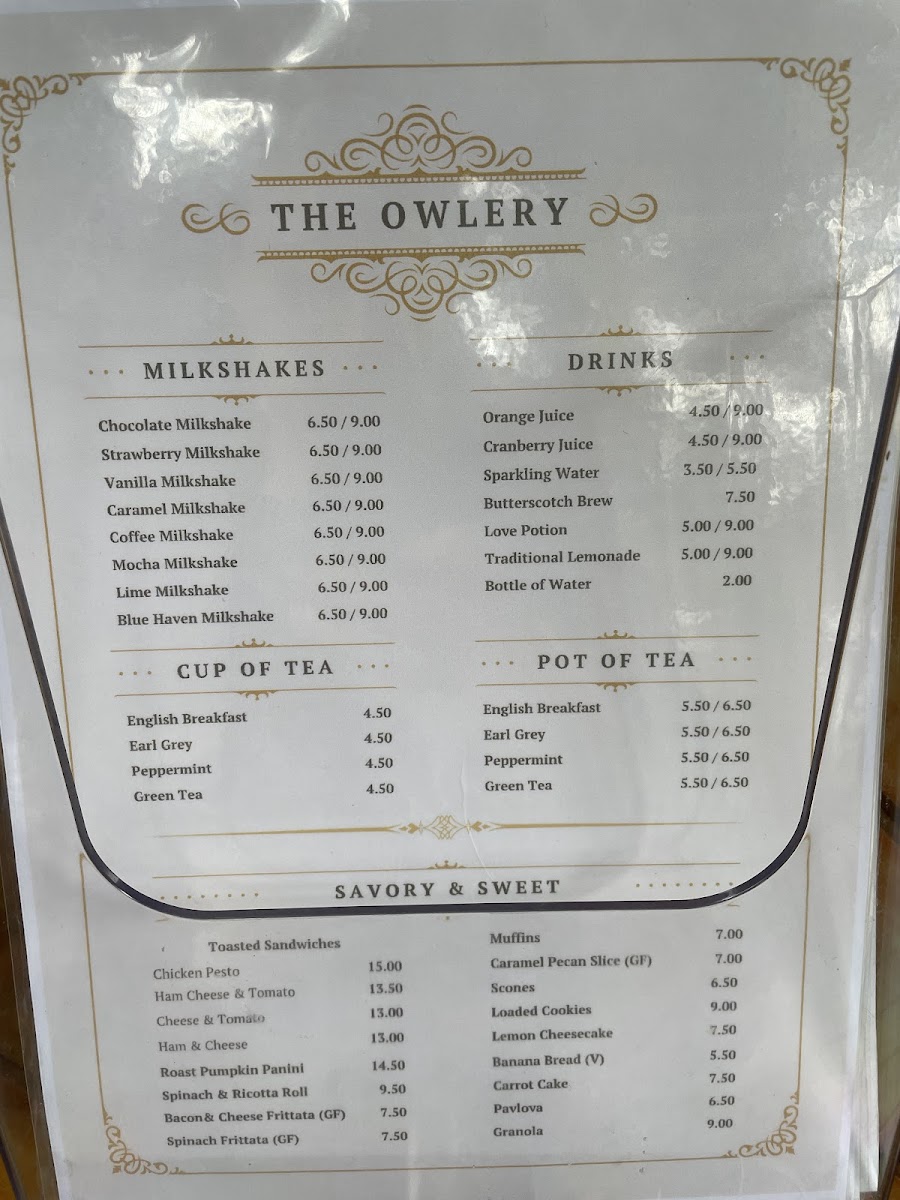 THE OWLERY
MILKSHAKES
Chocolate Milkshake 6.50 / 9.00
Strawberry Milkshake 6.50 / 9.00
Vanilla Milkshake 6.50 / 9.00
Caramel Milkshake 6.50 / 9.00
Coffee Milkshake 6.50 / 9.00
Mocha Milkshake 6.50 / 9.00
Lime Milkshake 6.50 / 9.00
Blue Haven Milkshake 6.50 / 9.00
DRINKS
Orange Juice 4.50 / 9.00
Cranberry Juice 4.50 / 9.00
Sparkling Water 3.50 / 5.50
Butterscotch Brew 7.50
Love Potion 5.00 / 9.00
Traditional Lemonade 5.00 / 9.00
Bottle of Water 2.00
CUP OF TEA
English Breakfast 4.50
Earl Grey 4.50
Peppermint 4.50
Green Tea 4.50
POT OF TEA
English Breakfast 5.50 / 6.50
Earl Grey 5.50 / 6.50
Peppermint 5.50 / 6.50
Green Tea 5.50 / 6.50
SAVORY & SWEET
Toasted Sandwiches
Chicken Pesto 15.00
Ham Cheese & Tomato 13.50
Cheese & Tomato 13.00
Ham & Cheese 13.00
Roast Pumpkin Panini 14.50
Spinach & Ricotta Roll 9.50
Bacon& Cheese Frittata (GF) 7.50
Spinach Frittata (GF) 7.50
Muffins 7.00
Caramel Pecan Slice (GF) 7.00
Scones 6.50
Loaded Cookies 9.00
Lemon Cheesecake 7.50
Banana Bread (V) 5.50
Carrot Cake 7.50
Pavlova 6.50
Granola 9.00